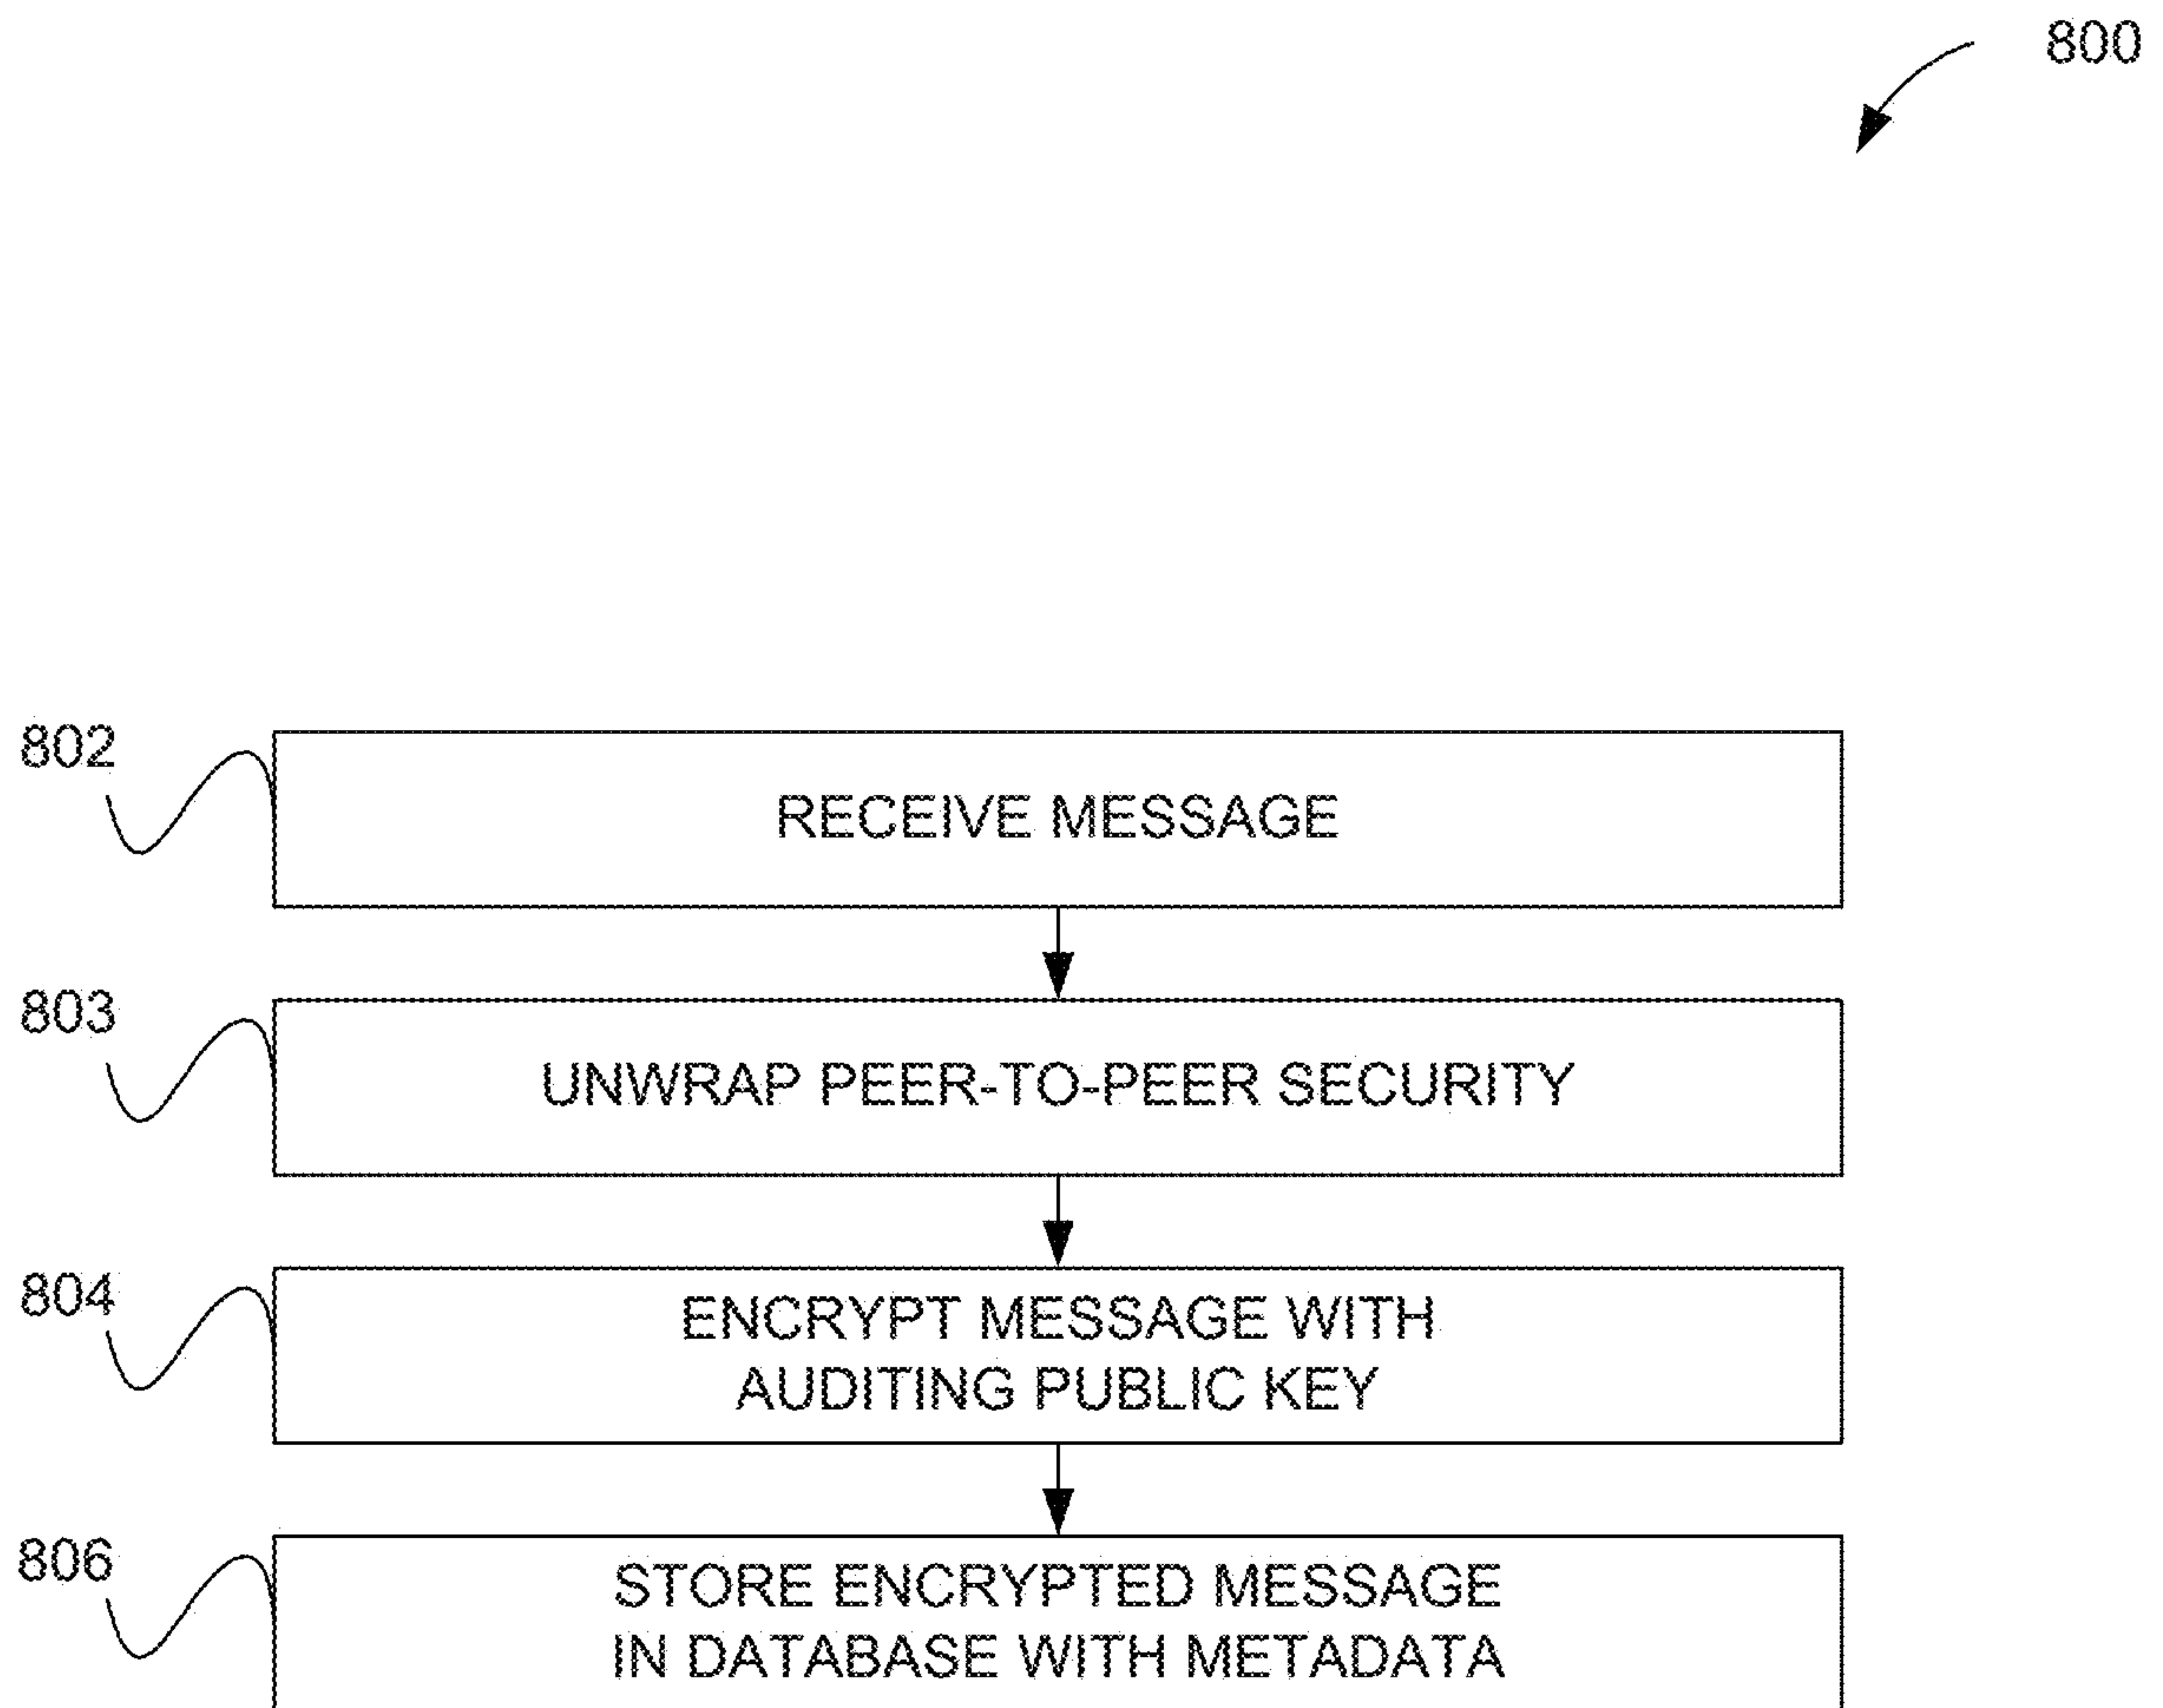 800
802
RECEIVE MESSAGE
803
UNWRAP PEER-TO-PEER SECURITY
804
ENCRYPT MESSAGE WITH
AUDITING PUBLIC KEY
806
STORE ENCRYPTED MESSAGE
IN DATABASE WITH METADATA